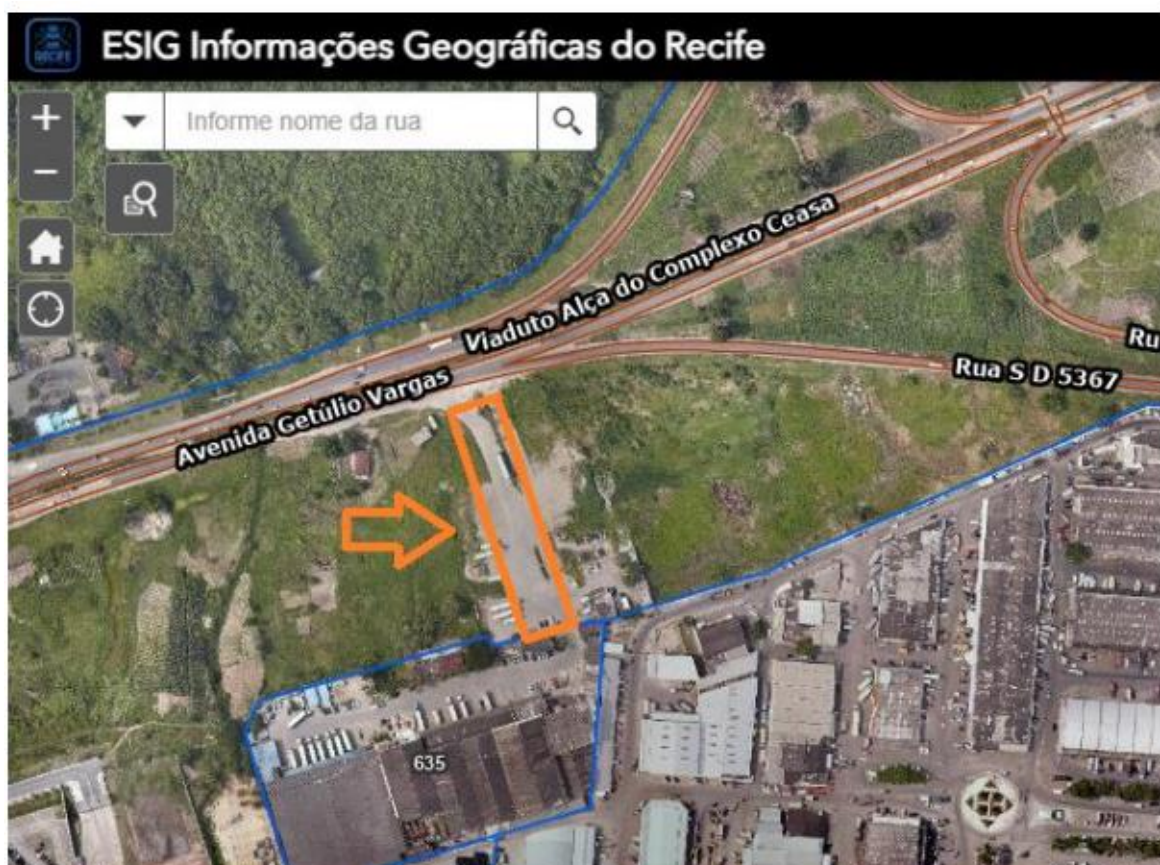 RECIFE
ESIG Informações Geográficas do Recife
+
Informe nome da rua
−
Viaduto Alça do Complexo Ceasa
Ru
Avenida Getúlio Vargas
Rua S D 5367
635